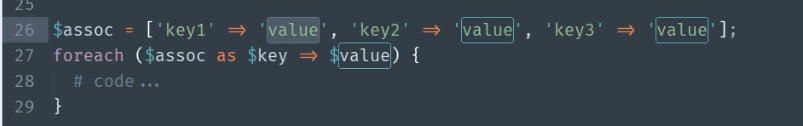 25
26 $assoc = ['key1' => 'value', 'key2' => 'value', 'key3' => 'value'];
27 foreach ($assoc as $key => $value) {
28 # code...
29 }